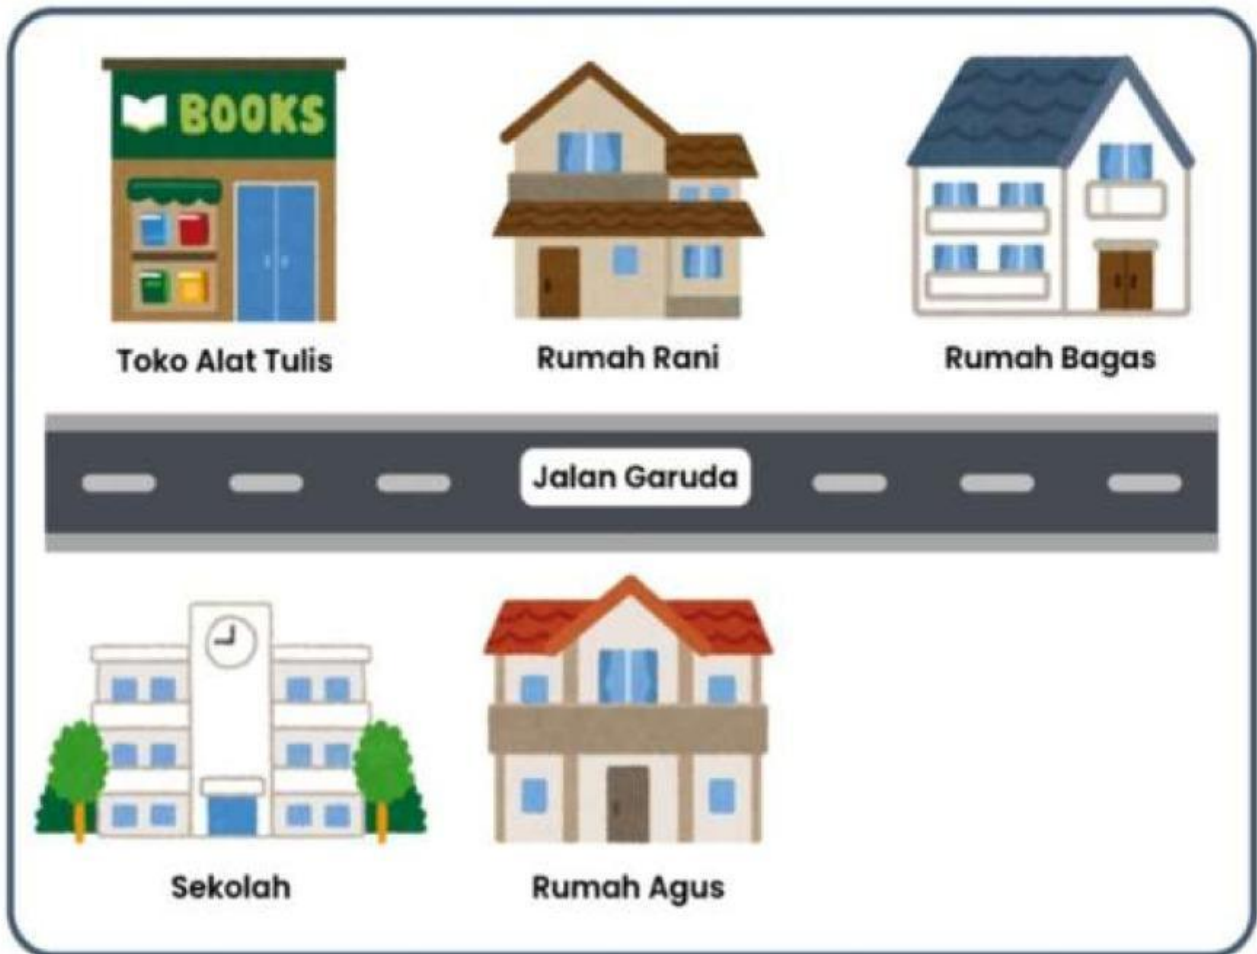 BOOKS
Toko Alat Tulis
Rumah Rani
Rumah Bagas
Jalan Garuda
Sekolah
Rumah Agus